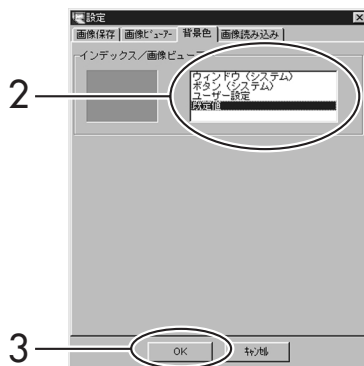 設定
画像保存 画像ﾋﾞｭｰｱｰ 背景色 画像読み込み
インデックス／画像ビューア
ウィンドウ（システム）
ボタン（システム）
ユーザー設定
既定値
2
3
OK ｷｬﾝｾﾙ